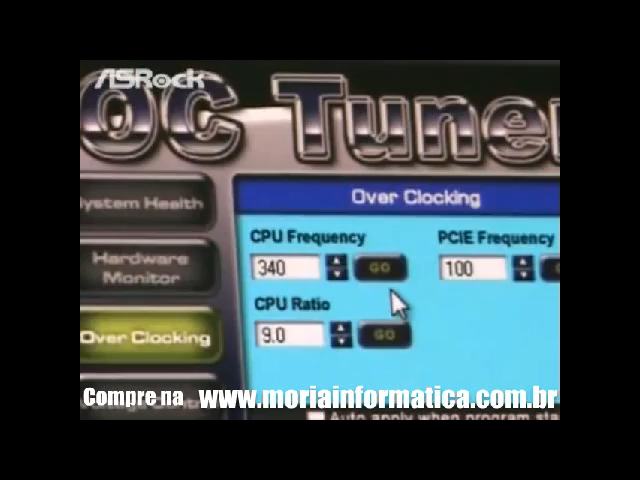 ASRock
OC Tuner
System Health
Over Clocking
CPU Frequency
PCIE Frequency
340
GO
100
Hardware
Monitor
CPU Ratio
9.0
GO
Over Clocking
Compre na www.moriainformatica.com.br
Auto apply when program sta